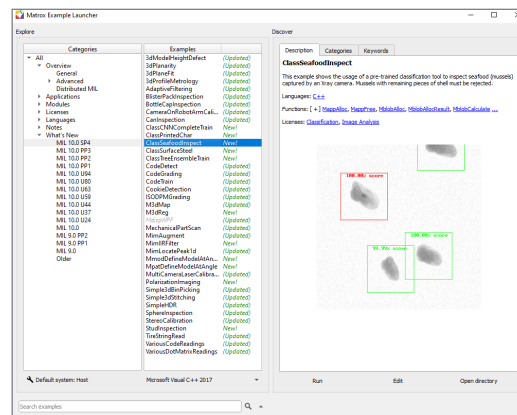 Matrox Example Launcher
Explore
Discover
Categories
All
Overview
General
Advanced
Distributed MIL
Applications
Modules
Licenses
Languages
Notes
What's New
MIL 10.0 SP4
MIL 10.0 PP3
MIL 10.0 PP2
MIL 10.0 PP1
MIL 10.0 U94
MIL 10.0 U80
MIL 10.0 U63
MIL 10.0 U59
MIL 10.0 U44
MIL 10.0 U37
MIL 10.0 U24
MIL 10.0
MIL 9.0 PP2
MIL 9.0 PP1
MIL 9.0
Older
Examples
3dModelHeightDefect (Updated)
3dPlanarity (Updated)
3dPlaneFit (Updated)
3dProfileMetrology (Updated)
AdaptiveFiltering (Updated)
BlisterPackInspection (Updated)
BottleCapInspection (Updated)
CameraOnRobotArmCali... (Updated)
CanInspection (Updated)
ClassCNNCompleteTrain New!
ClassPrintedChar New!
ClassSeafoodInspect New!
ClassSurfaceSteel New!
ClassTreeEnsembleTrain New!
CodeDetect (Updated)
CodeGrading (Updated)
CodeTrain (Updated)
CookieDetection (Updated)
ISODPMGrading (Updated)
M3dMap (Updated)
M3dReg New!
MdispWPF (Updated)
MechanicalPartScan (Updated)
MimAugment (Updated)
MimIIRFilter New!
MimLocatePeak1d (Updated)
MmodDefineModelAtAn... New!
MpatDefineModelAtAngle New!
MultiCameraLaserCalibra... (Updated)
PolarizationImaging New!
Simple3dBinPicking (Updated)
Simple3dStitching (Updated)
SimpleHDR (Updated)
SphereInspection (Updated)
StereoCalibration (Updated)
StudInspection New!
TireStringRead (Updated)
VariousCodeReadings (Updated)
VariousDotMatrixReadings (Updated)
Default system: Host
Microsoft Visual C++ 2017
Search examples
Description Categories Keywords
ClassSeafoodInspect
This example shows the usage of a pre-trained classification tool to inspect seafood (mussels)
captured by an Xray camera. Mussels with remaining pieces of shell must be rejected.
Languages: C++
Functions: [ + ] MappAlloc, MappFree, MblobAlloc, MblobAllocResult, MblobCalculate ...
Licenses: Classification, Image Analysis
100.00% score
100.00% score
99.99% score
Run Edit Open directory